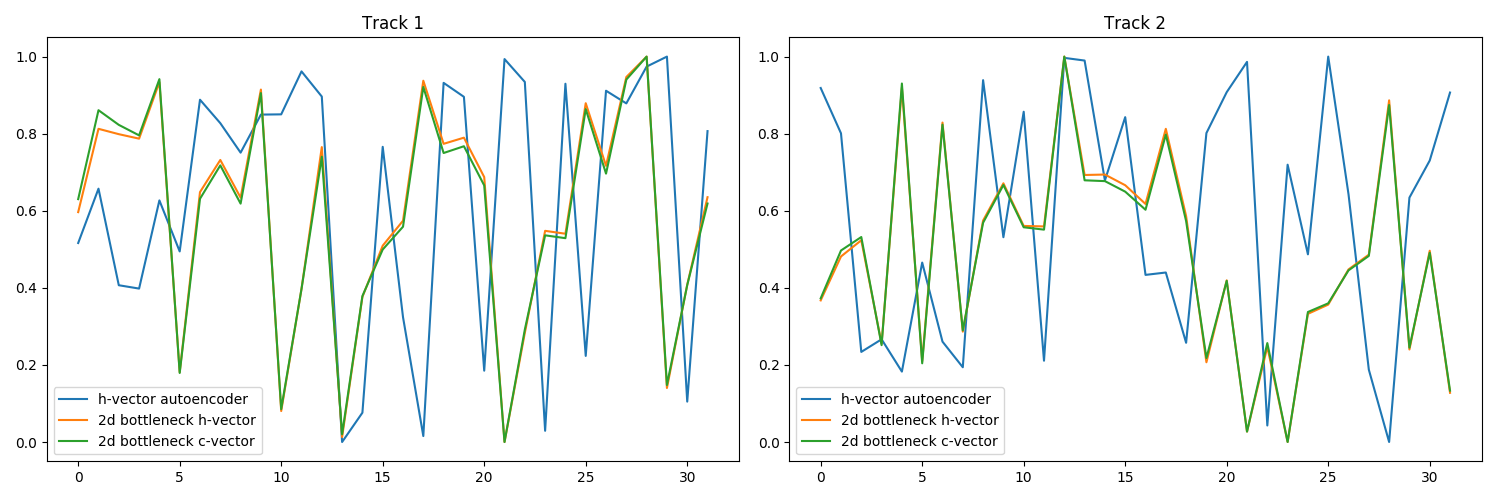 Track 1
1.0
0.8
0.6
0.4
0.2
0.0
h-vector autoencoder
2d bottleneck h-vector
2d bottleneck c-vector
0 5 10 15 20 25 30
Track 2
1.0
0.8
0.6
0.4
0.2
0.0
h-vector autoencoder
2d bottleneck h-vector
2d bottleneck c-vector
0 5 10 15 20 25 30